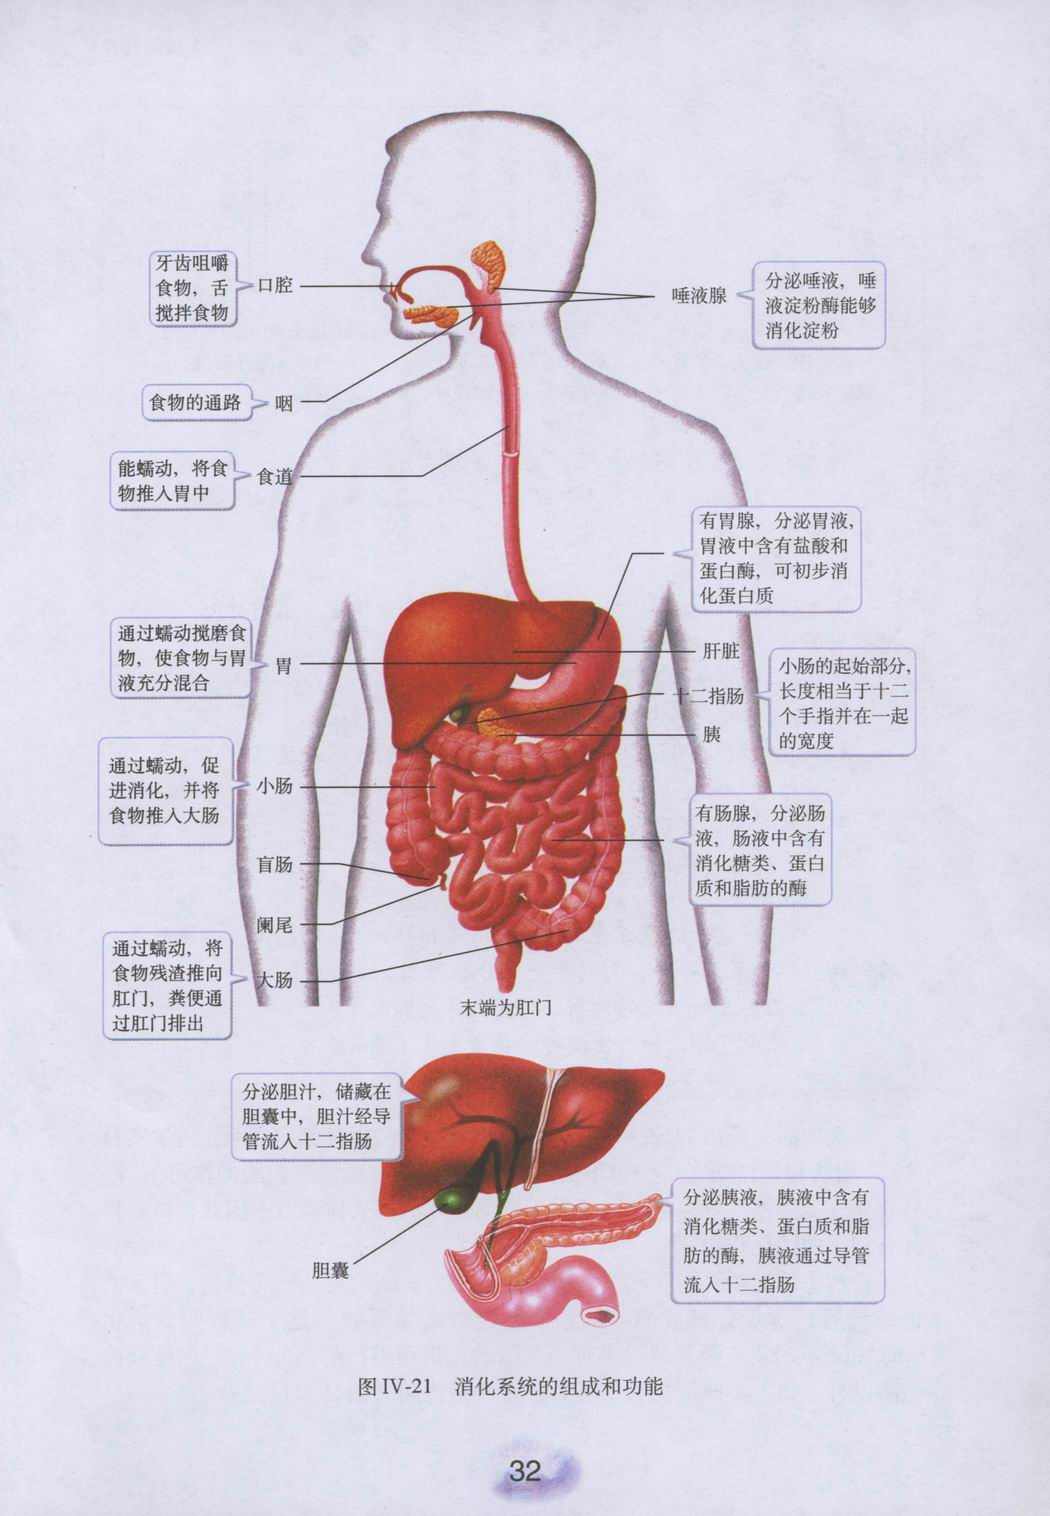 牙齿咀嚼
食物，舌
搅拌食物
口腔
唾液腺
分泌唾液，唾
液淀粉酶能够
消化淀粉
食物的通路
咽
能蠕动，将食
物推入胃中
食道
有胃腺，分泌胃液，
胃液中含有盐酸和
蛋白酶，可初步消
化蛋白质
通过蠕动搅磨食
物，使食物与胃
液充分混合
胃
肝脏
十二指肠
小肠的起始部分，
长度相当于十二
个手指并在一起
的宽度
胰
通过蠕动，促
进消化，并将
食物推入大肠
小肠
有肠腺，分泌肠
液，肠液中含有
消化糖类、蛋白
质和脂肪的酶
盲肠
阑尾
通过蠕动，将
食物残渣推向
肛门，粪便通
过肛门排出
大肠
末端为肛门
分泌胆汁，储藏在
胆囊中，胆汁经导
管流入十二指肠
胆囊
分泌胰液，胰液中含有
消化糖类、蛋白质和脂
肪的酶，胰液通过导管
流入十二指肠
图 IV-21 消化系统的组成和功能
32